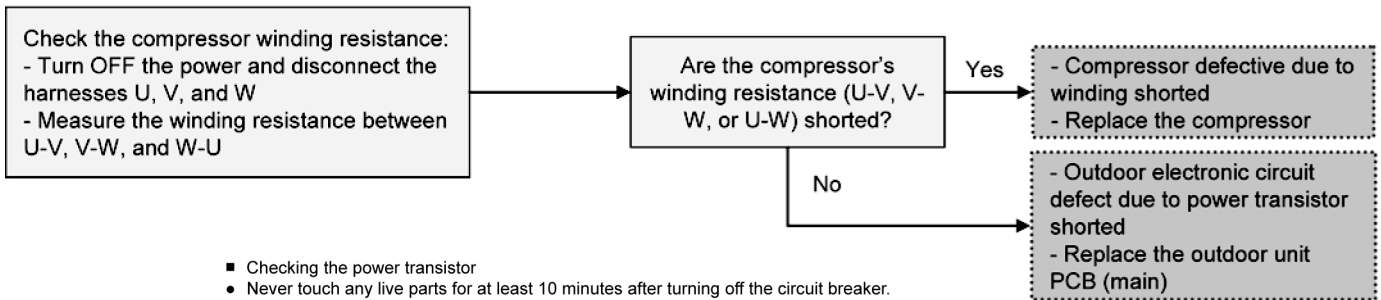 Check the compressor winding resistance:
- Turn OFF the power and disconnect the
harnesses U, V, and W
- Measure the winding resistance between
U-V, V-W, and W-U
Are the compressor's
winding resistance (U-V, V-
W, or U-W) shorted?
Yes
- Compressor defective due to
winding shorted
- Replace the compressor
No
- Outdoor electronic circuit
defect due to power transistor
shorted
- Replace the outdoor unit
PCB (main)
■ Checking the power transistor
● Never touch any live parts for at least 10 minutes after turning off the circuit breaker.